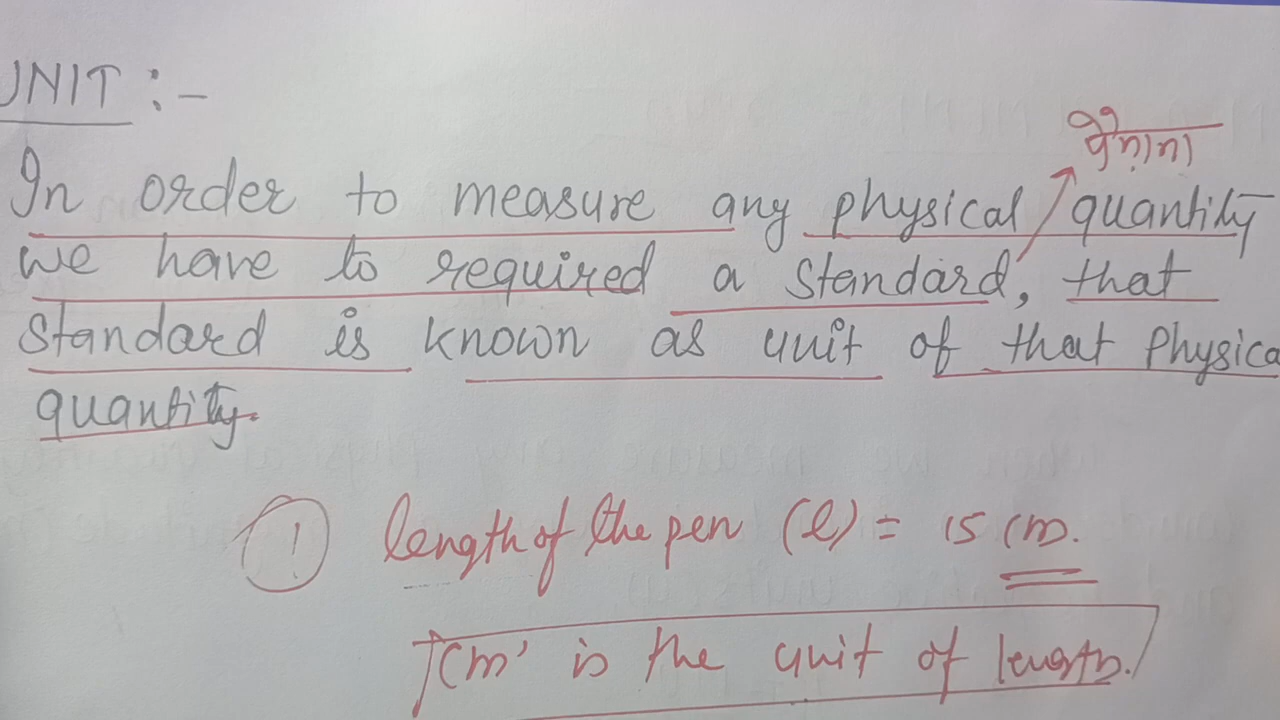 UNIT :-
In order to measure any physical quantity
we have to required a standard, that
standard is known as unit of that physica
quantity.
1 length of the pen (l) = 15 cm.
'cm' is the unit of length.